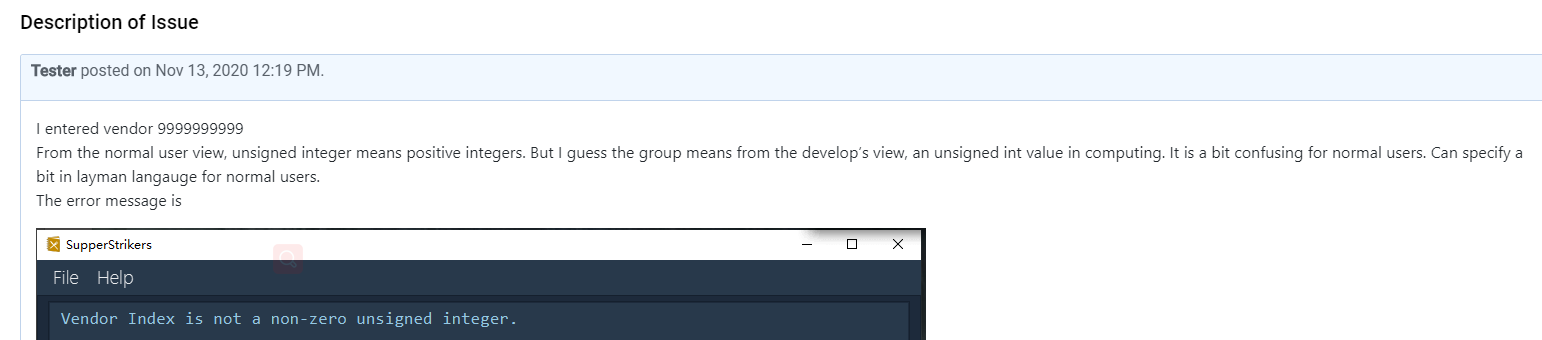 Description of Issue
Tester posted on Nov 13, 2020 12:19 PM.
I entered vendor 9999999999
From the normal user view, unsigned integer means positive integers. But I guess the group means from the develop's view, an unsigned int value in computing. It is a bit confusing for normal users. Can specify a
bit in layman langauge for normal users.
The error message is
SupperStrikers
File Help
Vendor Index is not a non-zero unsigned integer.